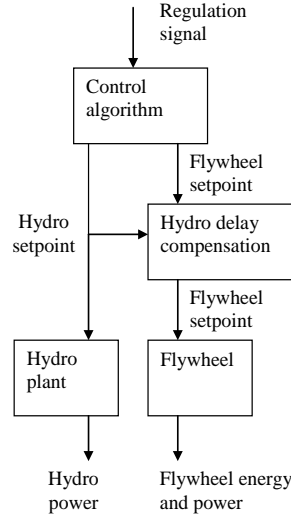 Regulation
signal
Control
algorithm
Flywheel
setpoint
Hydro
setpoint
Hydro delay
compensation
Flywheel
setpoint
Hydro
plant
Flywheel
Hydro
power
Flywheel energy
and power